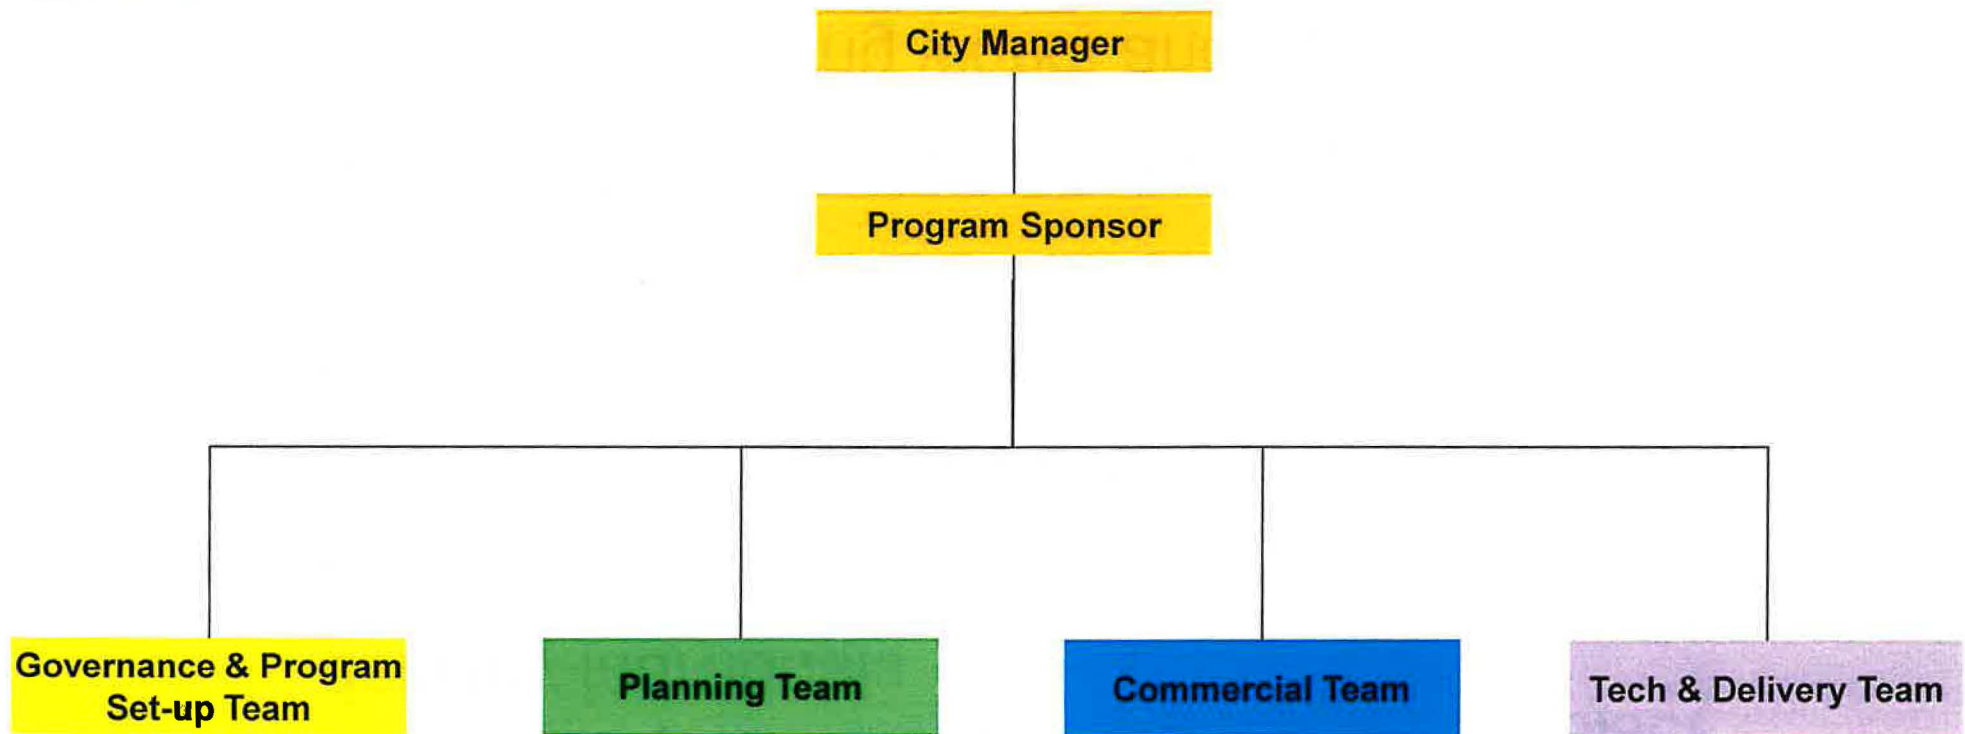 City Manager
Program Sponsor
Governance & Program
Set-up Team
Planning Team
Commercial Team
Tech & Delivery Team